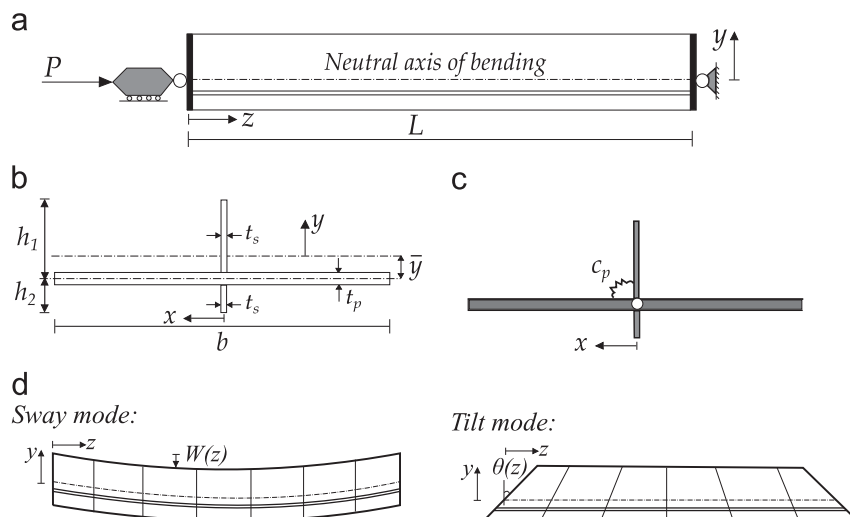 a
P
Neutral axis of bending
y
z
L
b
c
h₁
tₛ
y
ȳ
h₂
tₛ
tₚ
x
b
cₚ
x
d
Sway mode:
y
z
W(z)
Tilt mode:
y
θ(z)
z